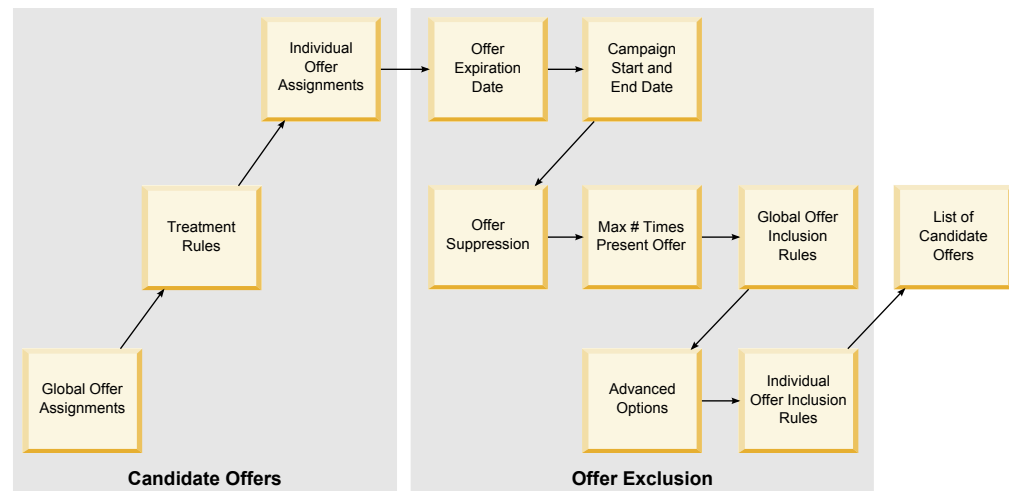 Individual
Offer
Assignments
Offer
Expiration
Date
Campaign
Start and
End Date
Treatment
Rules
Offer
Suppression
Max # Times
Present Offer
Global Offer
Inclusion
Rules
List of
Candidate
Offers
Global Offer
Assignments
Advanced
Options
Individual
Offer Inclusion
Rules
Candidate Offers
Offer Exclusion